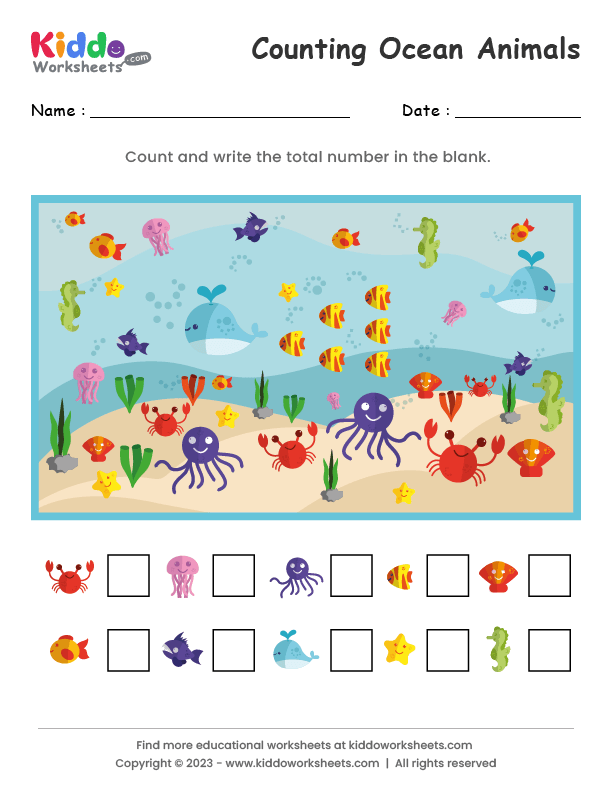 Kiddo
Worksheets .com
Counting Ocean Animals
Name : Date :
Count and write the total number in the blank.
Find more educational worksheets at kiddoworksheets.com
Copyright © 2023 - www.kiddoworksheets.com | All rights reserved